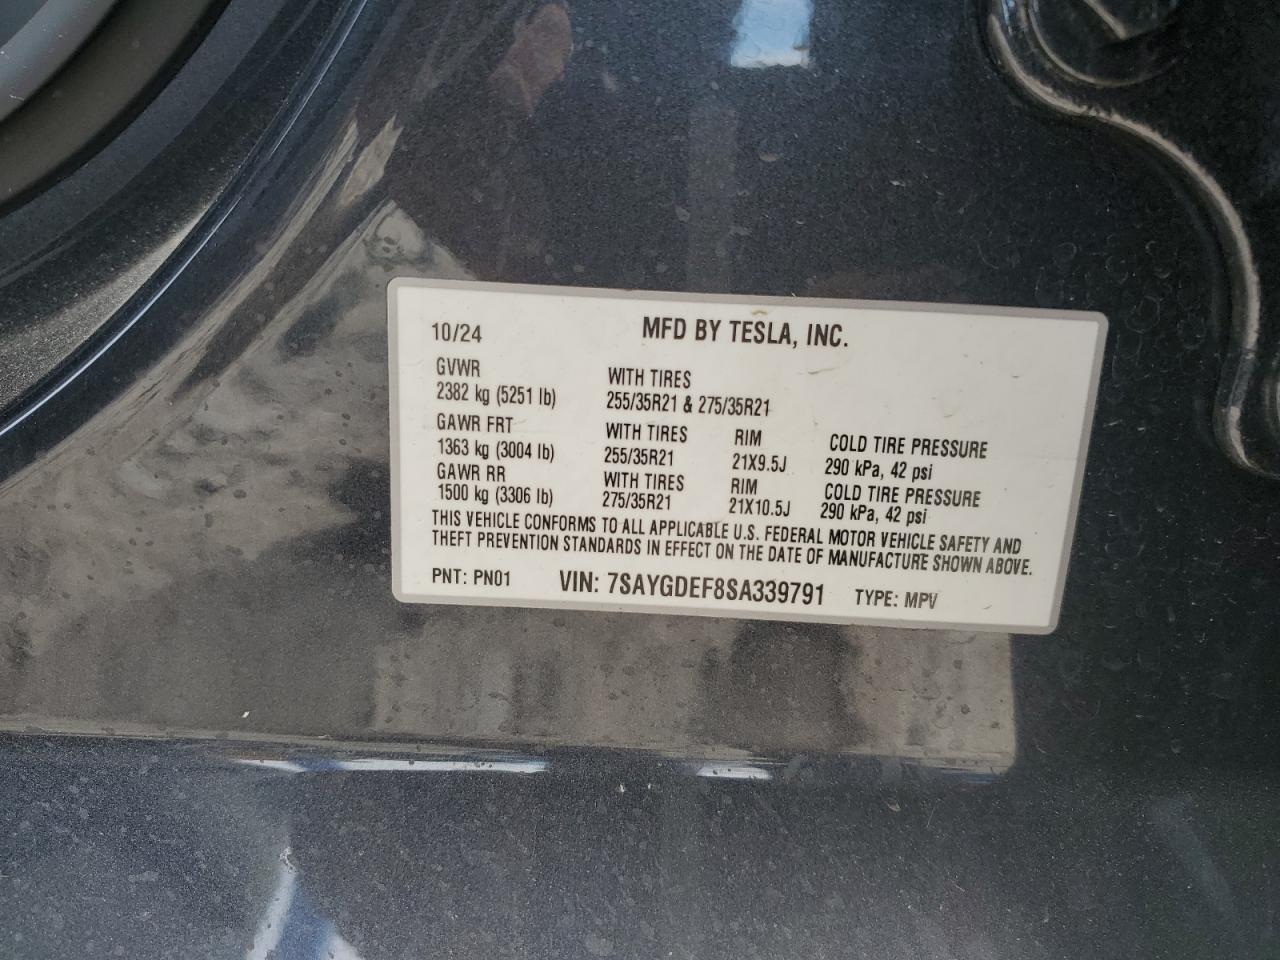 10/24 MFD BY TESLA, INC.
GVWR WITH TIRES
2382 kg (5251 lb) 255/35R21 & 275/35R21
GAWR FRT WITH TIRES RIM COLD TIRE PRESSURE
1363 kg (3004 lb) 255/35R21 21X9.5J 290 kPa, 42 psi
GAWR RR WITH TIRES RIM COLD TIRE PRESSURE
1500 kg (3306 lb) 275/35R21 21X10.5J 290 kPa, 42 psi
THIS VEHICLE CONFORMS TO ALL APPLICABLE U.S. FEDERAL MOTOR VEHICLE SAFETY AND
THEFT PREVENTION STANDARDS IN EFFECT ON THE DATE OF MANUFACTURE SHOWN ABOVE.
PNT: PN01 VIN: 7SAYGDEF8SA339791 TYPE: MPV